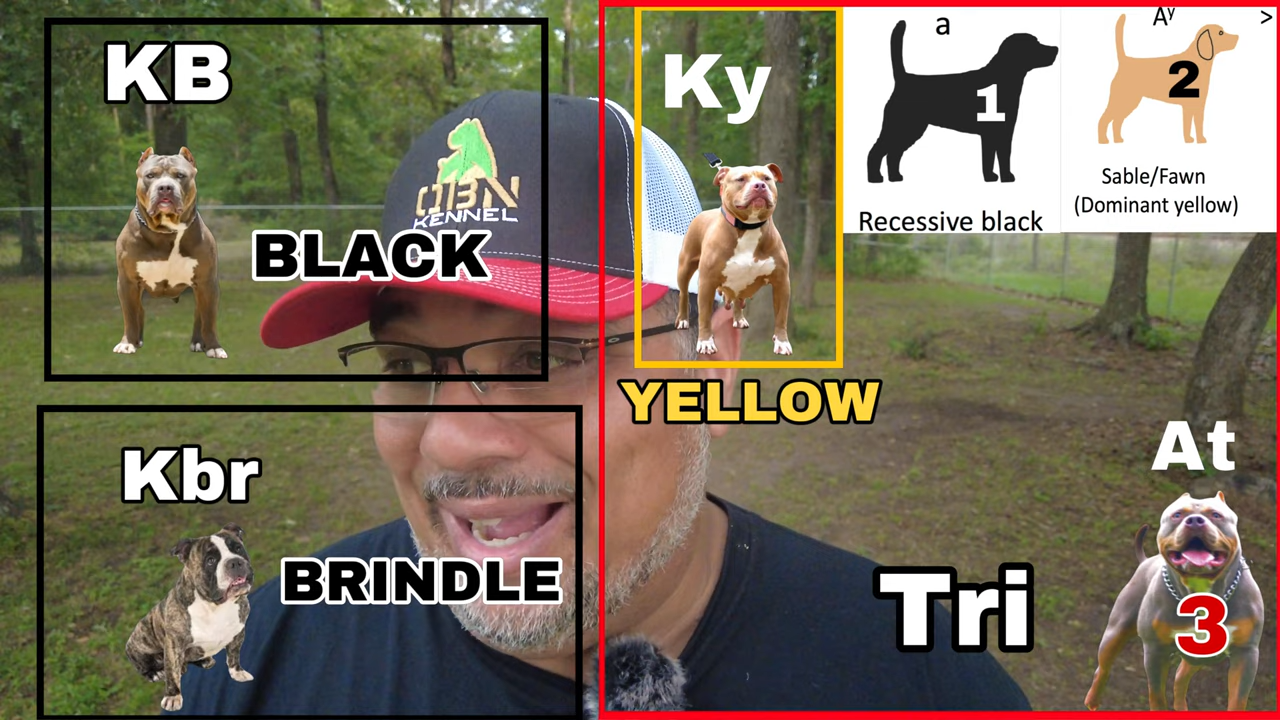 KB
BLACK
Kbr
BRINDLE
OBN
KENNEL
Ky
YELLOW
a
1
Recessive black
Aʸ
>
2
Sable/Fawn
(Dominant yellow)
At
Tri
3